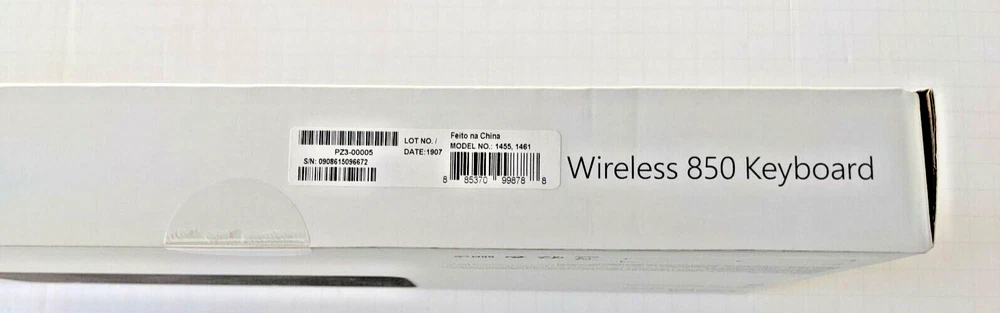 PZ3-00005
S/N: 0908615096672
LOT NO. /
DATE:1907
Feito na China
MODEL NO.: 1455, 1461
8 85370 99878 8
Wireless 850 Keyboard